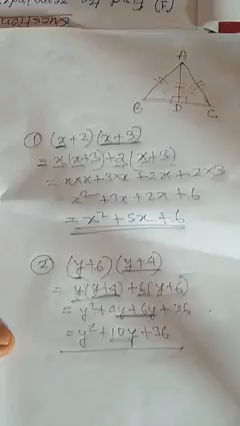 A
B D C
① (x+2) (x+3)
= x(x+3)+2(x+3)
= x×x+3×x+2x+2×3
x²+3x+2x+6
= x²+5x+6
② (y+6) (y+4)
= y(y+4)+6(y+6)
= y²+4y+6y+36
= y²+10y+36